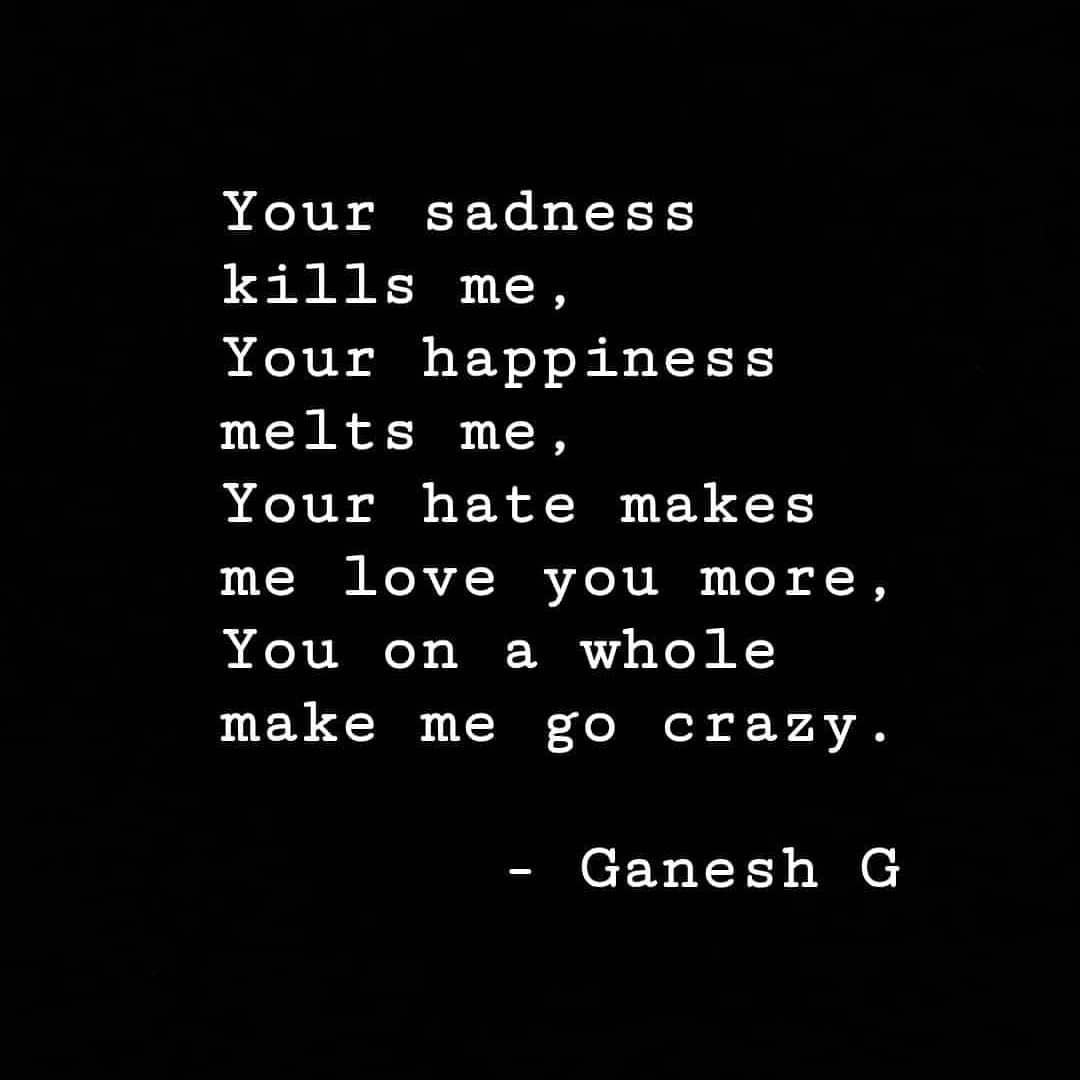 Your sadness
kills me,
Your happiness
melts me,
Your hate makes
me love you more,
You on a whole
make me go crazy.
- Ganesh G